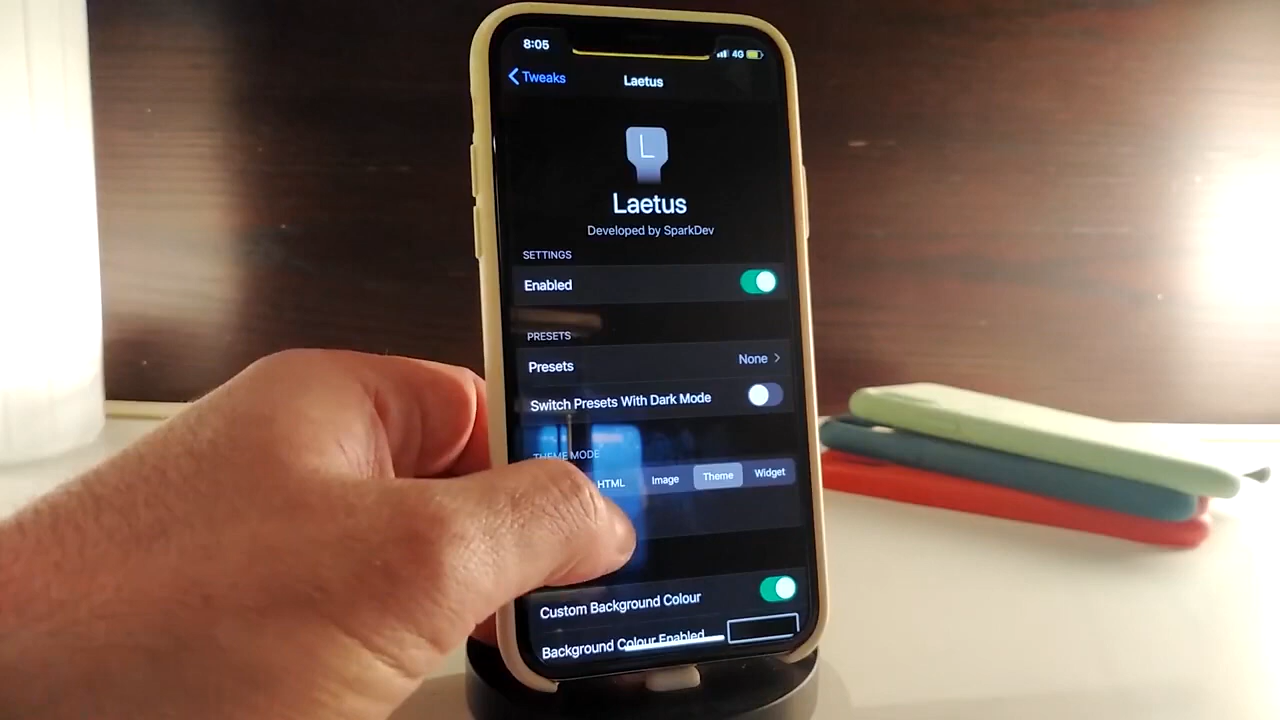 8:05 4G
Tweaks Laetus
L
Laetus
Developed by SparkDev
SETTINGS
Enabled
PRESETS
Presets None
Switch Presets With Dark Mode
THEME MODE
HTML Image Theme Widget
Custom Background Colour
Background Colour Enabled